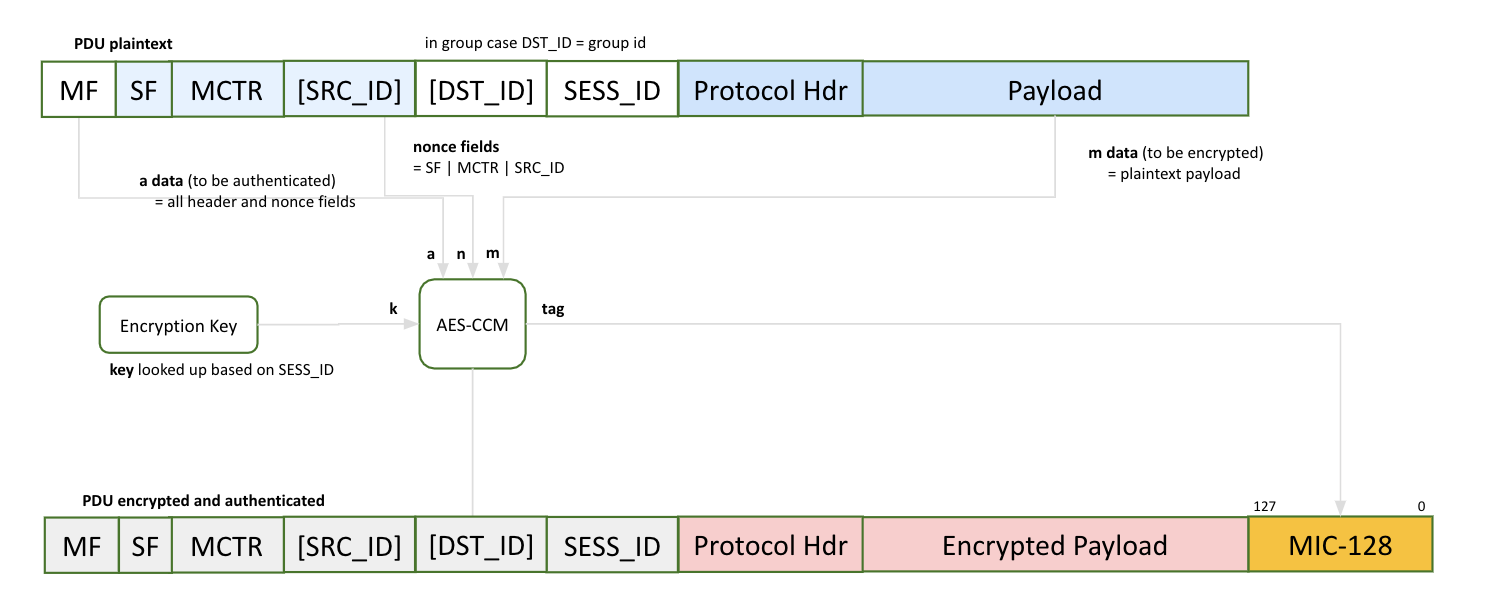 PDU plaintext
in group case DST_ID = group id
MF SF MCTR [SRC_ID] [DST_ID] SESS_ID Protocol Hdr Payload
nonce fields
= SF | MCTR | SRC_ID
m data (to be encrypted)
= plaintext payload
a data (to be authenticated)
= all header and nonce fields
a n m
k
tag
Encryption Key
AES-CCM
key looked up based on SESS_ID
PDU encrypted and authenticated
127 0
MF SF MCTR [SRC_ID] [DST_ID] SESS_ID Protocol Hdr Encrypted Payload MIC-128